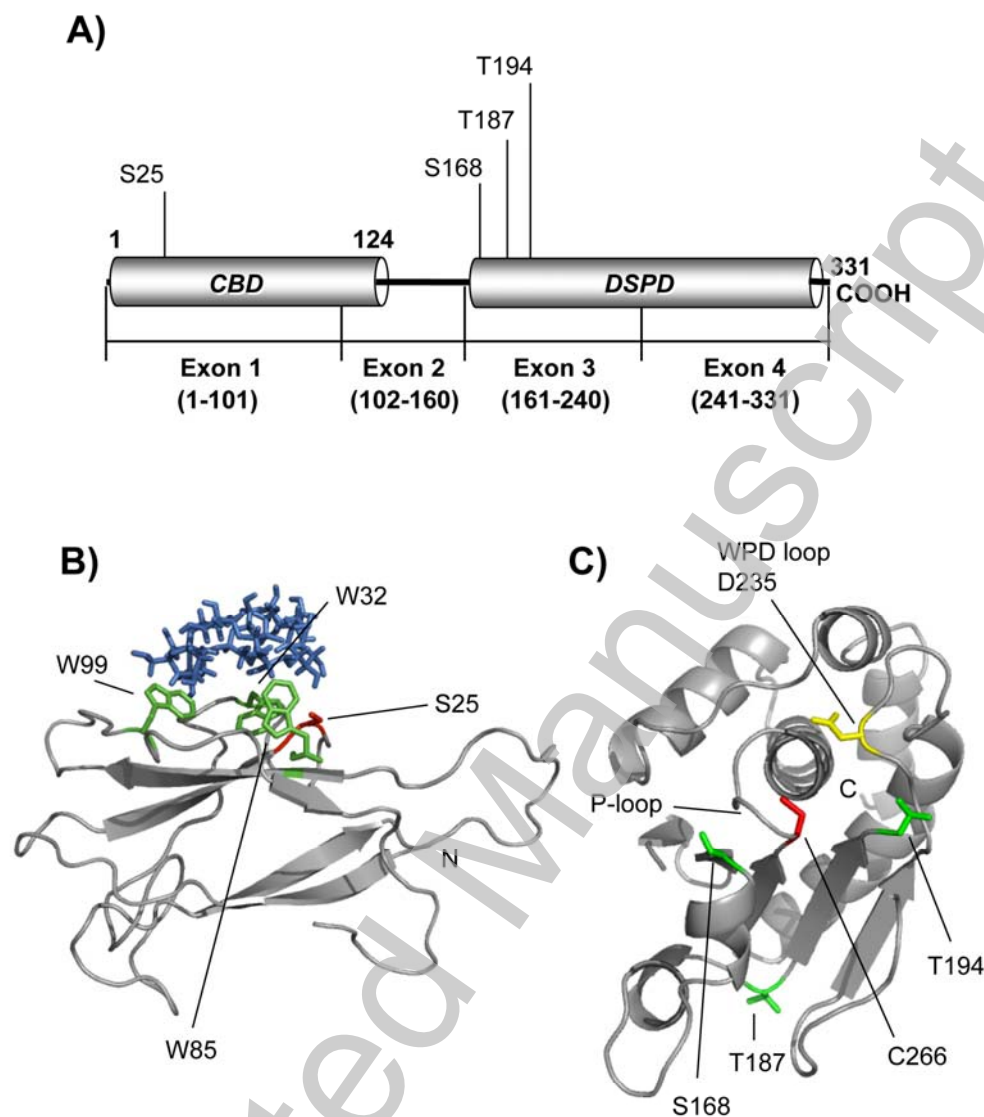 A)
T194
T187
S168
S25
1
124
331
CBD
DSPD
COOH
Exon 1
Exon 2
Exon 3
Exon 4
(1-101)
(102-160)
(161-240)
(241-331)
B)
W32
W99
S25
N
W85
C)
WPD loop
D235
P-loop
C
T194
C266
T187
S168
ted Manuscript